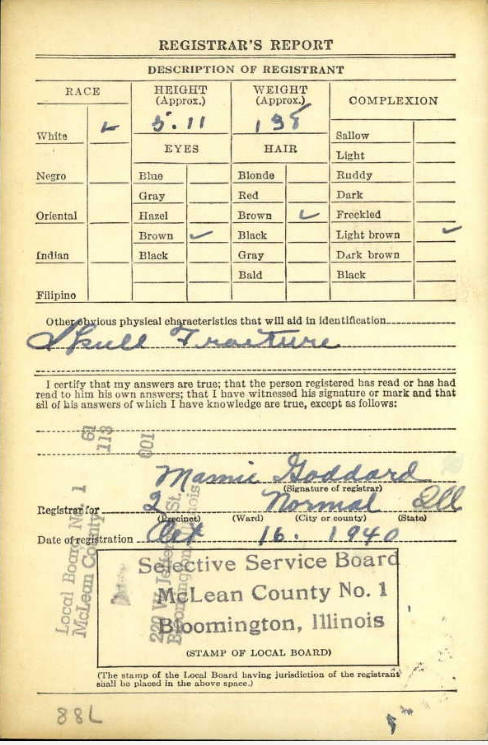 REGISTRAR'S REPORT
DESCRIPTION OF REGISTRANT
RACE
HEIGHT
(Approx.)
WEIGHT
(Approx.)
COMPLEXION
White ✓
5.11
198
Sallow
EYES
HAIR
Light
Negro
Blue
Blonde
Ruddy
Gray
Red
Dark
Oriental
Hazel
Brown ✓
Freckled
Brown ✓
Black
Light brown ✓
Indian
Black
Gray
Dark brown
Bald
Black
Filipino
Other obvious physical characteristics that will aid in identification
Skull Fracture
I certify that my answers are true; that the person registered has read or has had
read to him his own answers; that I have witnessed his signature or mark and that
all of his answers of which I have knowledge are true, except as follows:
Mamie Goddard
(Signature of registrar)
Registrar for 2 Normal Ill
(Precinct) (Ward) (City or county) (State)
Date of registration Oct 16. 1940
Local Board No. 1 61
McLean County 113
001
220 W. Jefferson St.
Bloomington, Illinois
Selective Service Board
McLean County No. 1
Bloomington, Illinois
(STAMP OF LOCAL BOARD)
(The stamp of the Local Board having jurisdiction of the registrant
shall be placed in the above space.)
88L